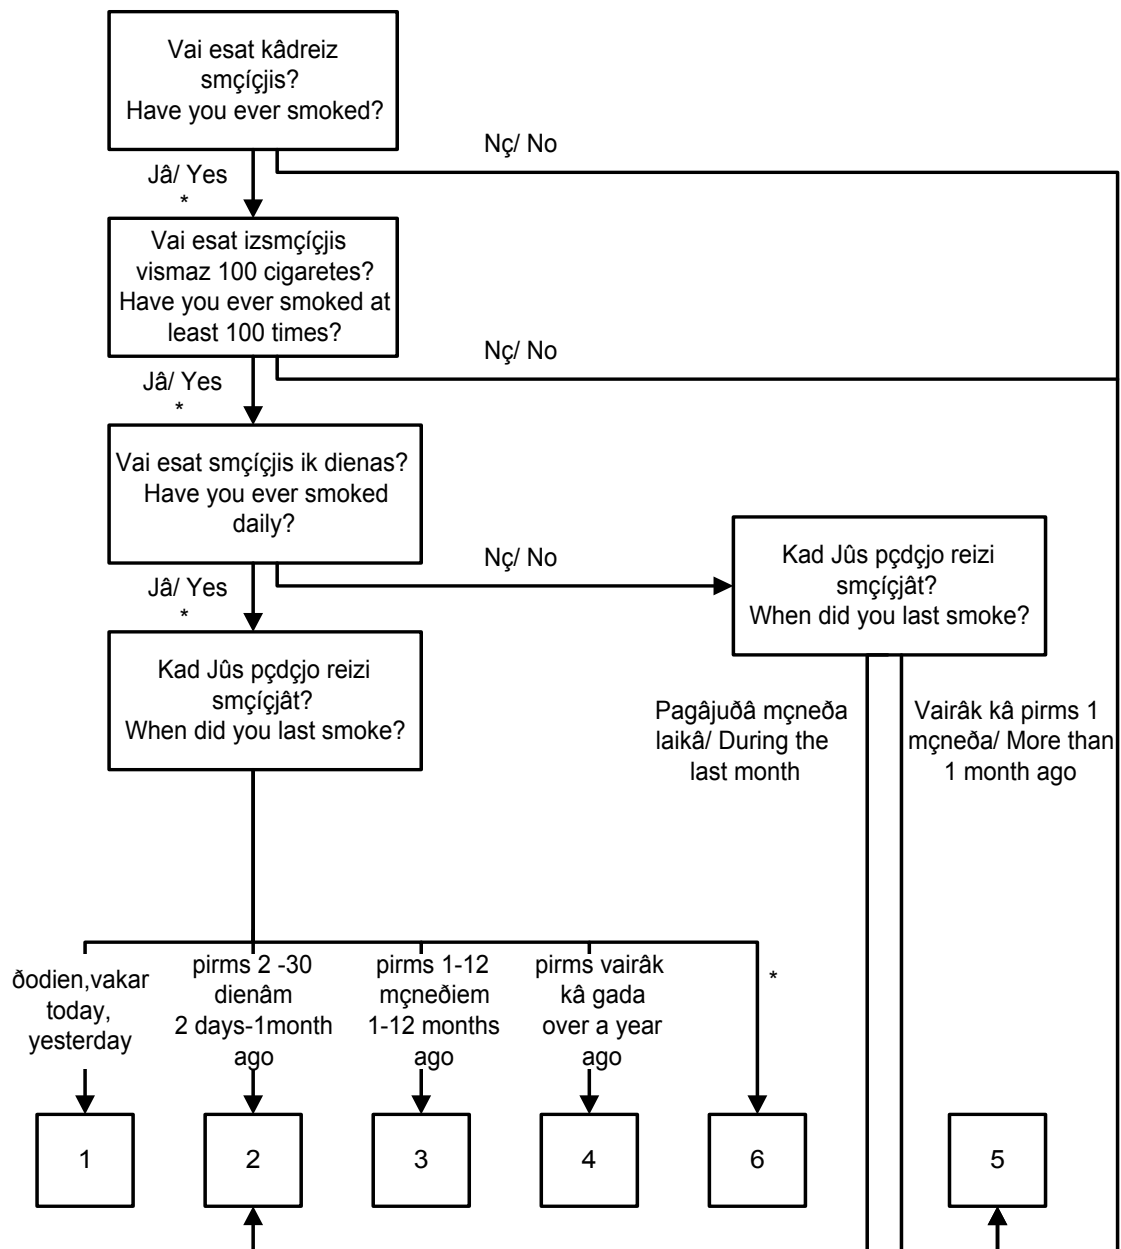 Vai esat kâdreiz
smçíçjis?
Have you ever smoked?
Nç/ No
Jâ/ Yes
*
Vai esat izsmçíçjis
vismaz 100 cigaretes?
Have you ever smoked at
least 100 times?
Nç/ No
Jâ/ Yes
*
Vai esat smçíçjis ik dienas?
Have you ever smoked
daily?
Nç/ No
Jâ/ Yes
*
Kad Jûs pçdçjo reizi
smçíçjât?
When did you last smoke?
Kad Jûs pçdçjo reizi
smçíçjât?
When did you last smoke?
Pagâjuðâ mçneða
laikâ/ During the
last month
Vairâk kâ pirms 1
mçneða/ More than
1 month ago
ðodien,vakar
today,
yesterday
pirms 2 -30
dienâm
2 days-1month
ago
pirms 1-12
mçneðiem
1-12 months
ago
pirms vairâk
kâ gada
over a year
ago
*
1
2
3
4
6
5